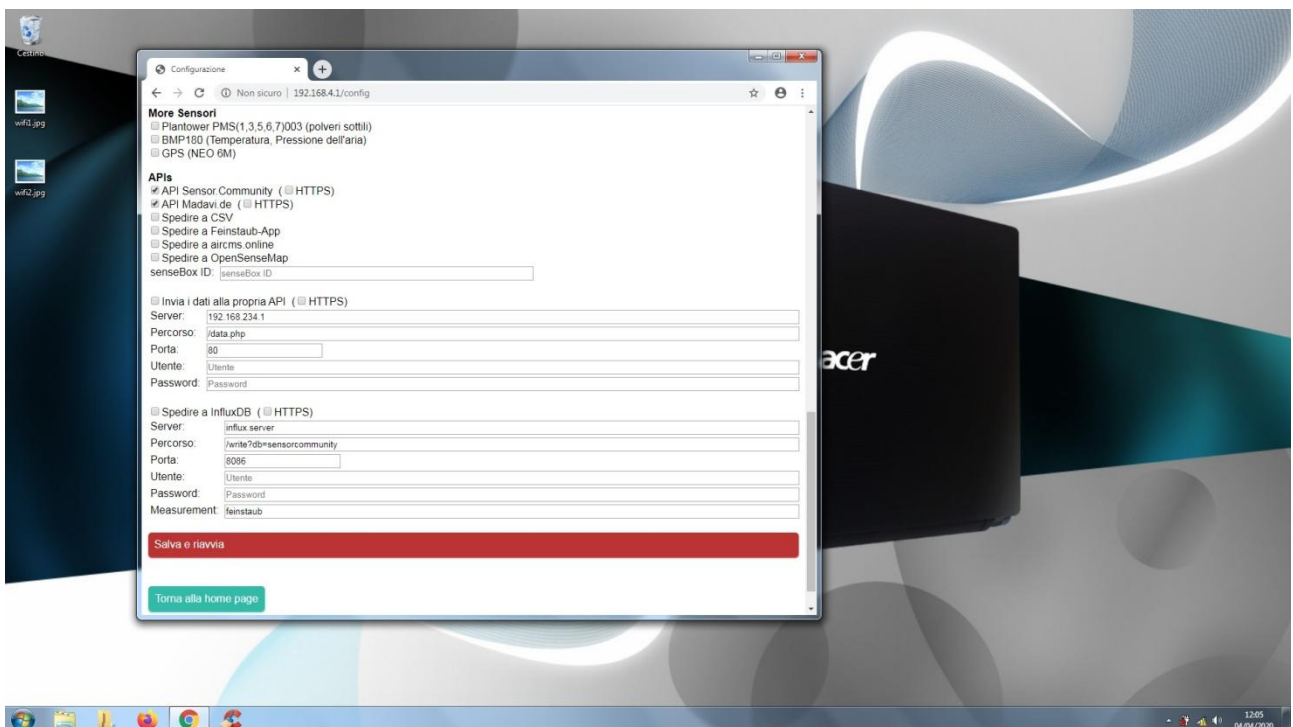 Cestino
wifi1.jpg
wifi2.jpg
Configurazione
Non sicuro | 192.168.4.1/config
More Sensori
Plantower PMS(1,3,5,6,7)003 (polveri sottili)
BMP180 (Temperatura, Pressione dell'aria)
GPS (NEO 6M)
APIs
API Sensor.Community (HTTPS)
API Madavi.de (HTTPS)
Spedire a CSV
Spedire a Feinstaub-App
Spedire a aircms.online
Spedire a OpenSenseMap
senseBox ID: senseBox ID
Invia i dati alla propria API (HTTPS)
Server: 192.168.234.1
Percorso: /data.php
Porta: 80
Utente: Utente
Password: Password
Spedire a InfluxDB (HTTPS)
Server: influx.server
Percorso: /write?db=sensorcommunity
Porta: 8086
Utente: Utente
Password: Password
Measurement: feinstaub
Salva e riavvia
Torna alla home page
acer
12:05
04/04/2020